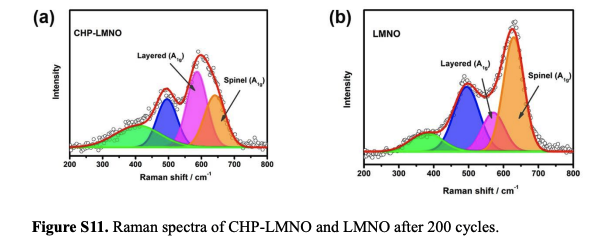 (a)
CHP-LMNO
Layered (A1g)
Spinel (A1g)
Intensity
200 300 400 500 600 700 800
Raman shift / cm-1
(b)
LMNO
Layered (A1g)
Spinel (A1g)
Intensity
200 300 400 500 600 700 800
Raman shift / cm-1
Figure S11. Raman spectra of CHP-LMNO and LMNO after 200 cycles.